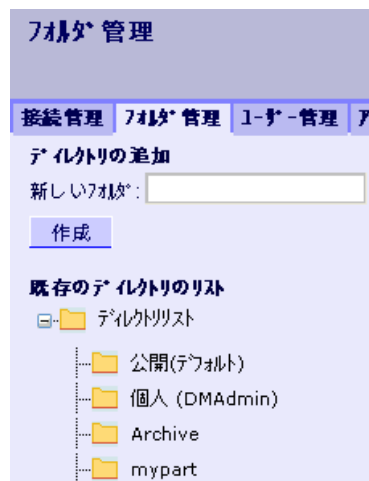 フォルダ管理
接続管理 フォルダ管理 ユーザー管理 ア
ディレクトリの追加
新しいフォルダ:
作成
既存のディレクトリのリスト
ディレクトリリスト
公開(デフォルト)
個人 (DMAdmin)
Archive
mypart